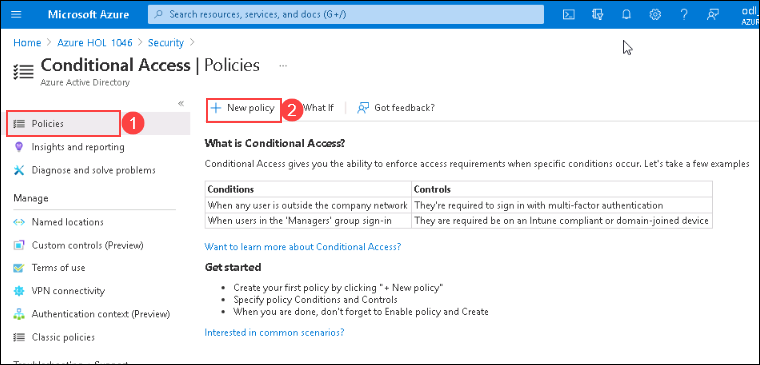 Microsoft Azure
Search resources, services, and docs (G+/)
odl_
AZUR
Home > Azure HOL 1046 > Security >
Conditional Access | Policies ...
Azure Active Directory
«
Policies
1
Insights and reporting
Diagnose and solve problems
Manage
Named locations
Custom controls (Preview)
Terms of use
VPN connectivity
Authentication context (Preview)
Classic policies
+ New policy
2
What If
Got feedback?
What is Conditional Access?
Conditional Access gives you the ability to enforce access requirements when specific conditions occur. Let's take a few examples
Conditions Controls
When any user is outside the company network They're required to sign in with multi-factor authentication
When users in the 'Managers' group sign-in They are required be on an Intune compliant or domain-joined device
Want to learn more about Conditional Access?
Get started
• Create your first policy by clicking "+ New policy"
• Specify policy Conditions and Controls
• When you are done, don't forget to Enable policy and Create
Interested in common scenarios?